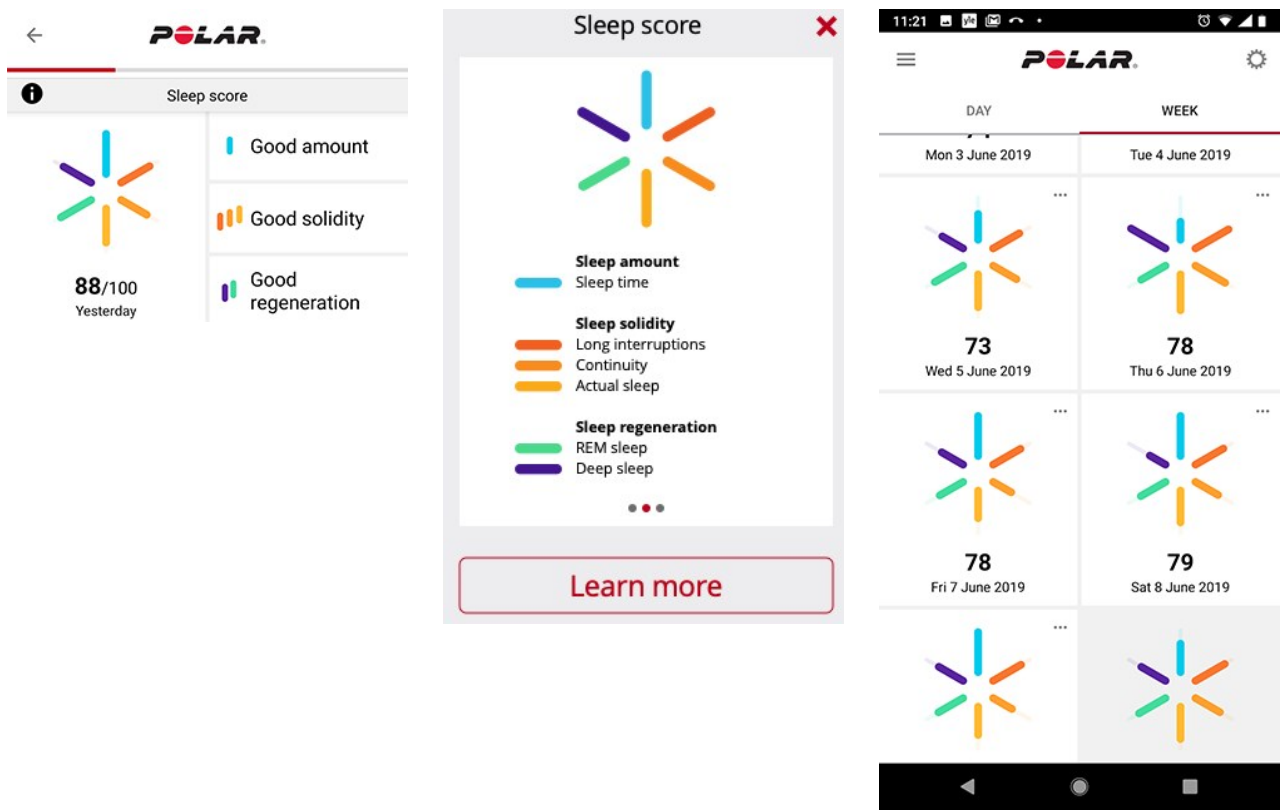 POLAR
Sleep score
Good amount
Good solidity
Good
regeneration
88/100
Yesterday
Sleep score
Sleep amount
Sleep time
Sleep solidity
Long interruptions
Continuity
Actual sleep
Sleep regeneration
REM sleep
Deep sleep
Learn more
11:21
yle
POLAR
DAY
WEEK
Mon 3 June 2019
Tue 4 June 2019
73
Wed 5 June 2019
78
Thu 6 June 2019
78
Fri 7 June 2019
79
Sat 8 June 2019